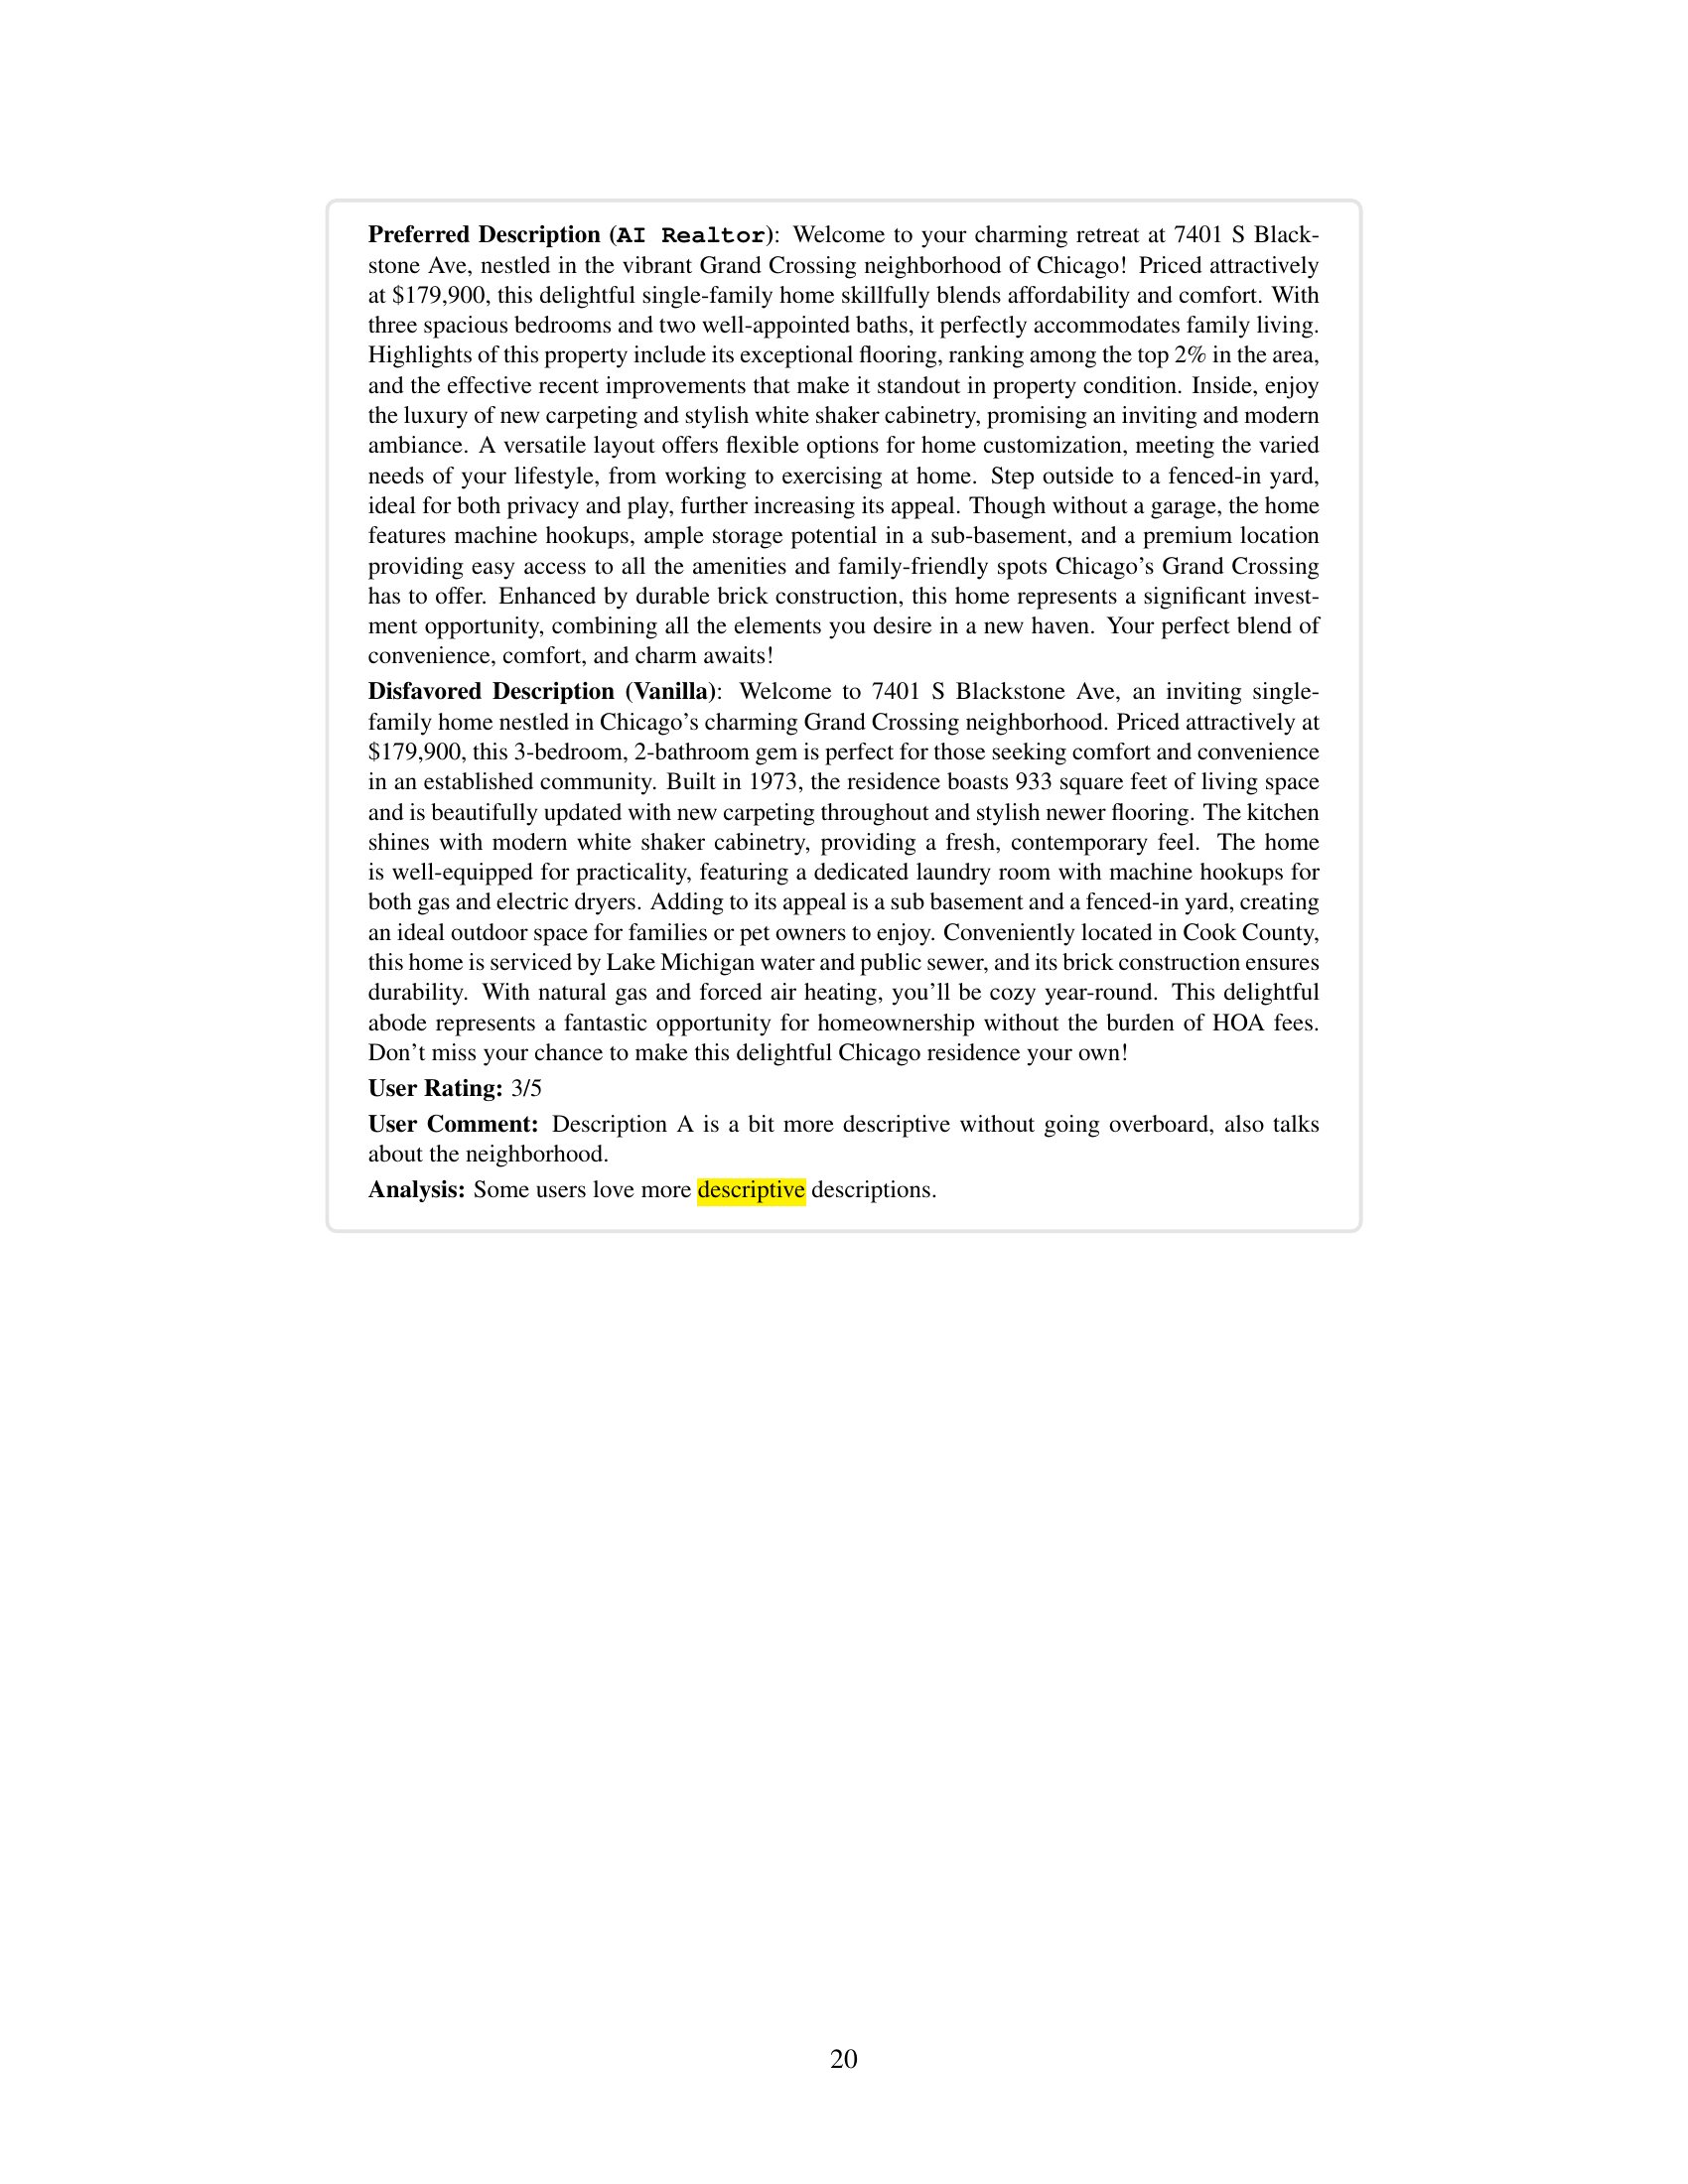 Preferred Description (AI Realtor): Welcome to your charming retreat at 7401 S Black-
stone Ave, nestled in the vibrant Grand Crossing neighborhood of Chicago! Priced attractively
at $179,900, this delightful single-family home skillfully blends affordability and comfort. With
three spacious bedrooms and two well-appointed baths, it perfectly accommodates family living.
Highlights of this property include its exceptional flooring, ranking among the top 2% in the area,
and the effective recent improvements that make it standout in property condition. Inside, enjoy
the luxury of new carpeting and stylish white shaker cabinetry, promising an inviting and modern
ambiance. A versatile layout offers flexible options for home customization, meeting the varied
needs of your lifestyle, from working to exercising at home. Step outside to a fenced-in yard,
ideal for both privacy and play, further increasing its appeal. Though without a garage, the home
features machine hookups, ample storage potential in a sub-basement, and a premium location
providing easy access to all the amenities and family-friendly spots Chicago's Grand Crossing
has to offer. Enhanced by durable brick construction, this home represents a significant invest-
ment opportunity, combining all the elements you desire in a new haven. Your perfect blend of
convenience, comfort, and charm awaits!
Disfavored Description (Vanilla): Welcome to 7401 S Blackstone Ave, an inviting single-
family home nestled in Chicago's charming Grand Crossing neighborhood. Priced attractively at
$179,900, this 3-bedroom, 2-bathroom gem is perfect for those seeking comfort and convenience
in an established community. Built in 1973, the residence boasts 933 square feet of living space
and is beautifully updated with new carpeting throughout and stylish newer flooring. The kitchen
shines with modern white shaker cabinetry, providing a fresh, contemporary feel. The home
is well-equipped for practicality, featuring a dedicated laundry room with machine hookups for
both gas and electric dryers. Adding to its appeal is a sub basement and a fenced-in yard, creating
an ideal outdoor space for families or pet owners to enjoy. Conveniently located in Cook County,
this home is serviced by Lake Michigan water and public sewer, and its brick construction ensures
durability. With natural gas and forced air heating, you'll be cozy year-round. This delightful
abode represents a fantastic opportunity for homeownership without the burden of HOA fees.
Don't miss your chance to make this delightful Chicago residence your own!
User Rating: 3/5
User Comment: Description A is a bit more descriptive without going overboard, also talks
about the neighborhood.
Analysis: Some users love more descriptive descriptions.
20